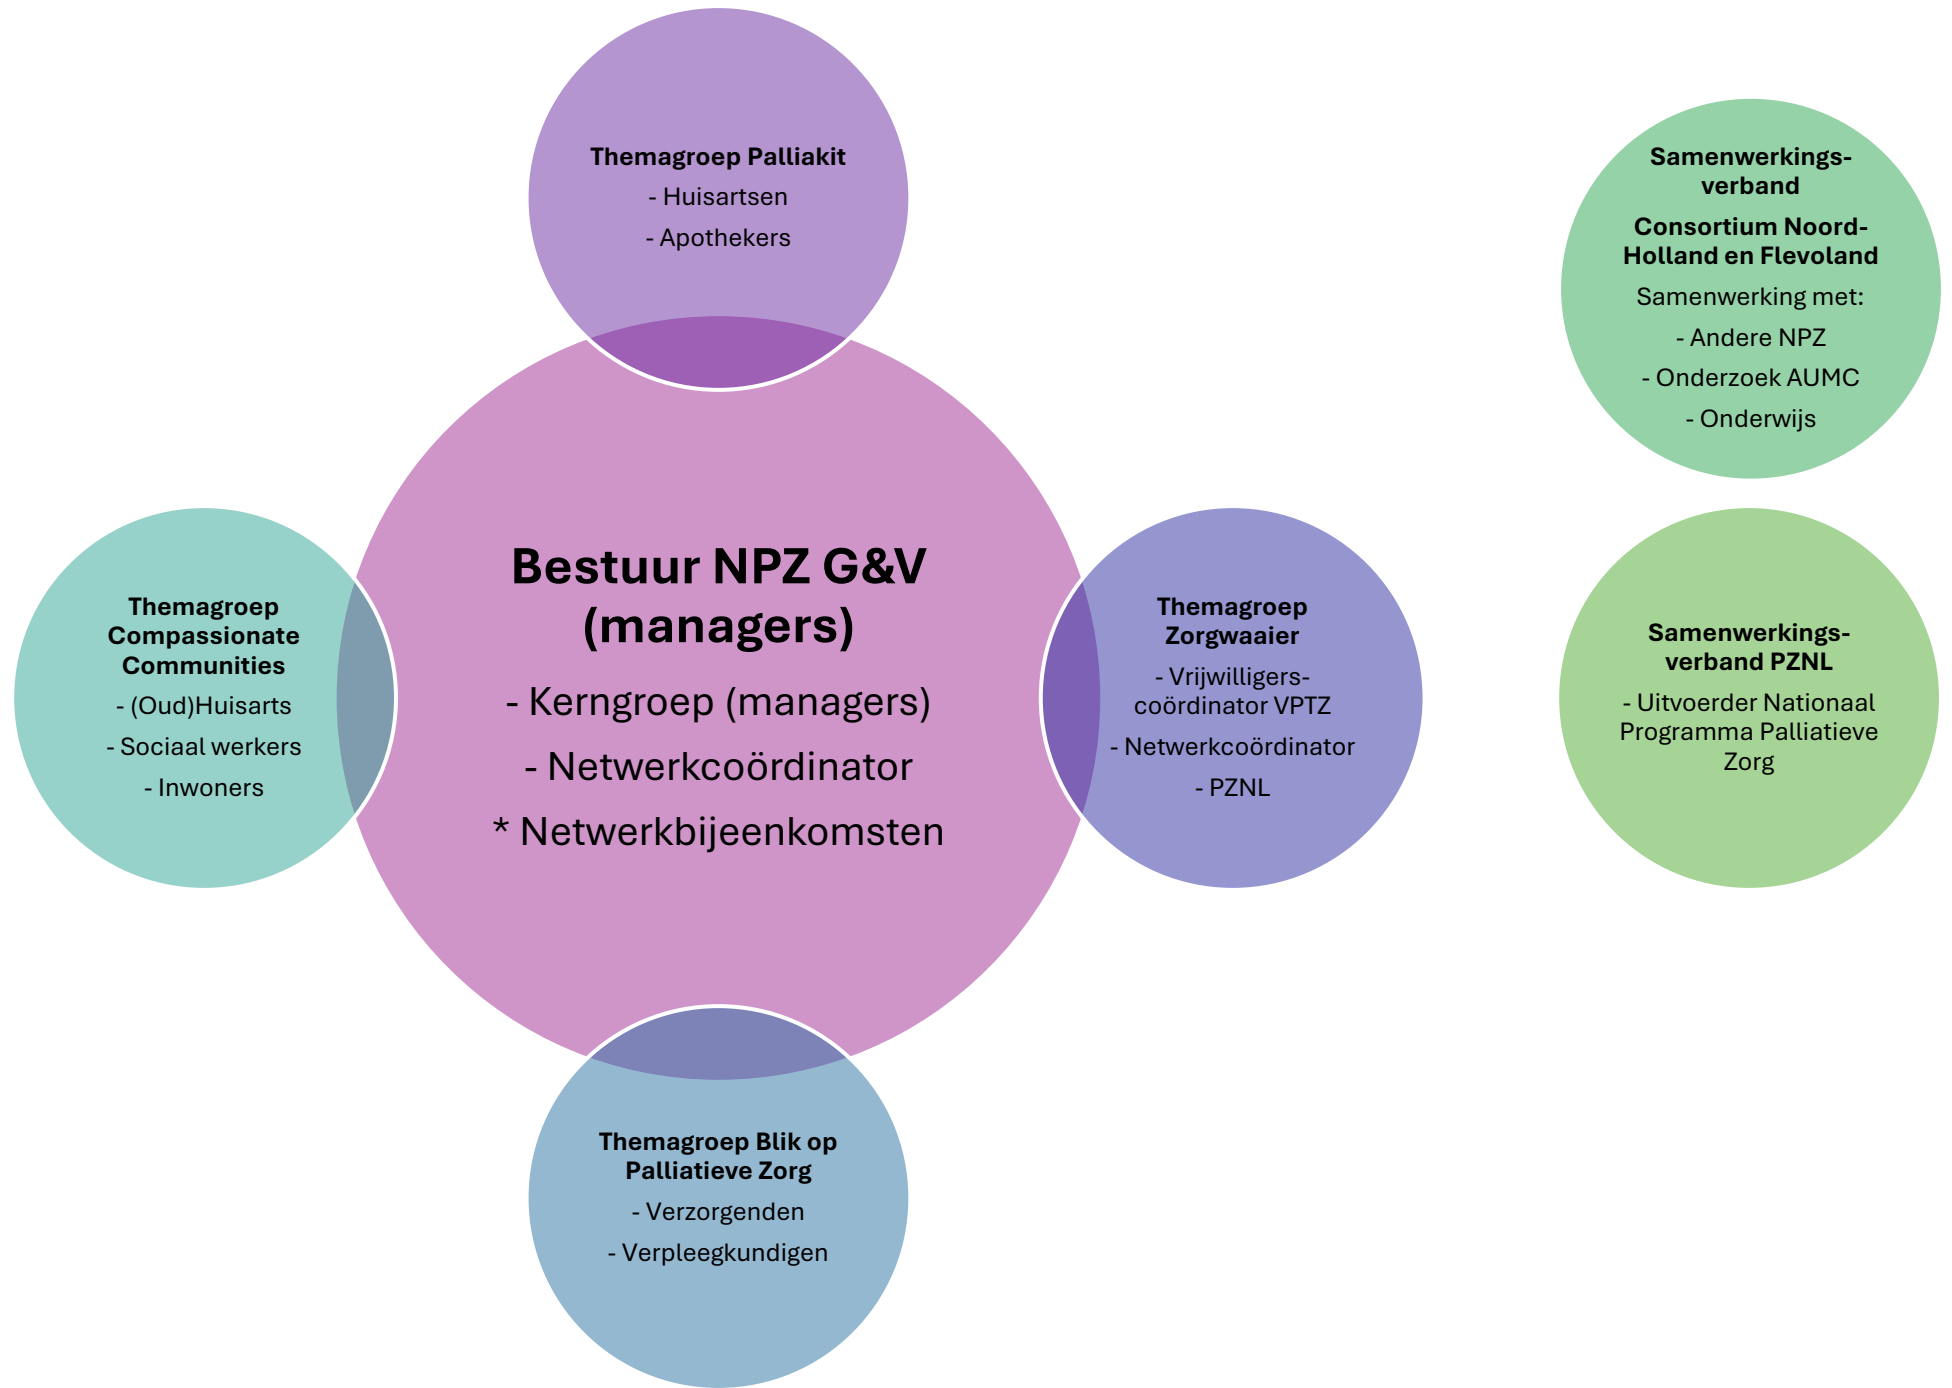 Themagroep Palliakit
- Huisartsen
- Apothekers
Samenwerkings-
verband
Consortium Noord-
Holland en Flevoland
Samenwerking met:
- Andere NPZ
- Onderzoek AUMC
- Onderwijs
Themagroep
Compassionate
Communities
- (Oud)Huisarts
- Sociaal werkers
- Inwoners
Bestuur NPZ G&V
(managers)
- Kerngroep (managers)
- Netwerkcoördinator
* Netwerkbijeenkomsten
Themagroep
Zorgwaaier
- Vrijwilligers-
coördinator VPTZ
- Netwerkcoördinator
- PZNL
Samenwerkings-
verband PZNL
- Uitvoerder Nationaal
Programma Palliatieve
Zorg
Themagroep Blik op
Palliatieve Zorg
- Verzorgenden
- Verpleegkundigen